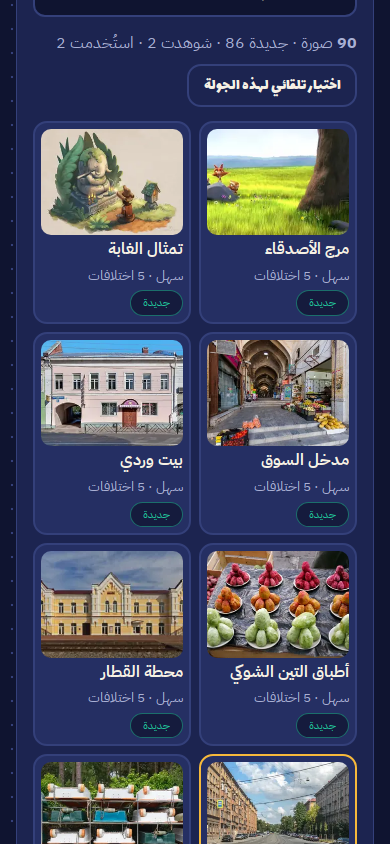 90 صورة · جديدة 86 · شوهدت 2 · استُخدمت 2
اختيار تلقائي لهذه الجولة
مرج الأصدقاء
سهل · 5 اختلافات
جديدة
تمثال الغابة
سهل · 5 اختلافات
جديدة
مدخل السوق
سهل · 5 اختلافات
جديدة
بيت وردي
سهل · 5 اختلافات
جديدة
أطباق التين الشوكي
سهل · 5 اختلافات
جديدة
محطة القطار
سهل · 5 اختلافات
جديدة